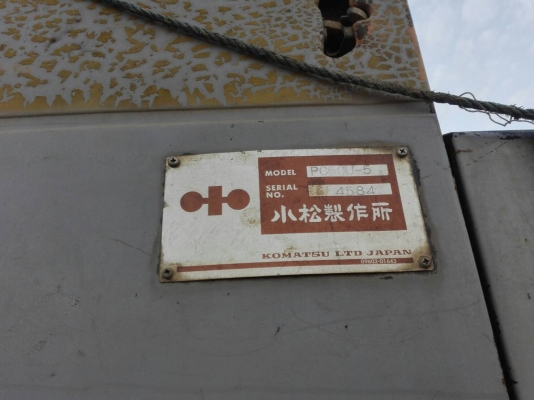 MODEL
SERIAL NO. 4584
小松製作所
KOMATSU LTD JAPAN